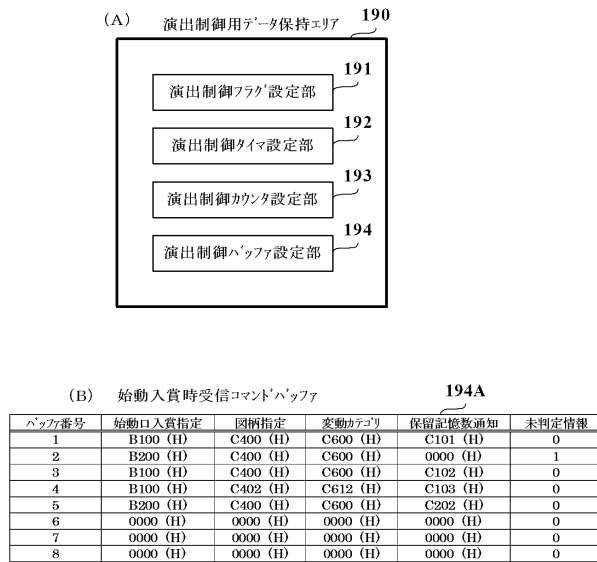 (A) 演出制御用データ保持エリア 190
演出制御フラグ設定部 191
演出制御タイマ設定部 192
演出制御カウンタ設定部 193
演出制御バッファ設定部 194
(B) 始動入賞時受信コマンドバッファ 194A
バッファ番号 始動口入賞指定 図柄指定 変動カテゴリ 保留記憶数通知 未判定情報
1 B100 (H) C400 (H) C600 (H) C101 (H) 0
2 B200 (H) C400 (H) C600 (H) 0000 (H) 1
3 B100 (H) C400 (H) C600 (H) C102 (H) 0
4 B100 (H) C402 (H) C612 (H) C103 (H) 0
5 B200 (H) C400 (H) C600 (H) C202 (H) 0
6 0000 (H) 0000 (H) 0000 (H) 0000 (H) 0
7 0000 (H) 0000 (H) 0000 (H) 0000 (H) 0
8 0000 (H) 0000 (H) 0000 (H) 0000 (H) 0